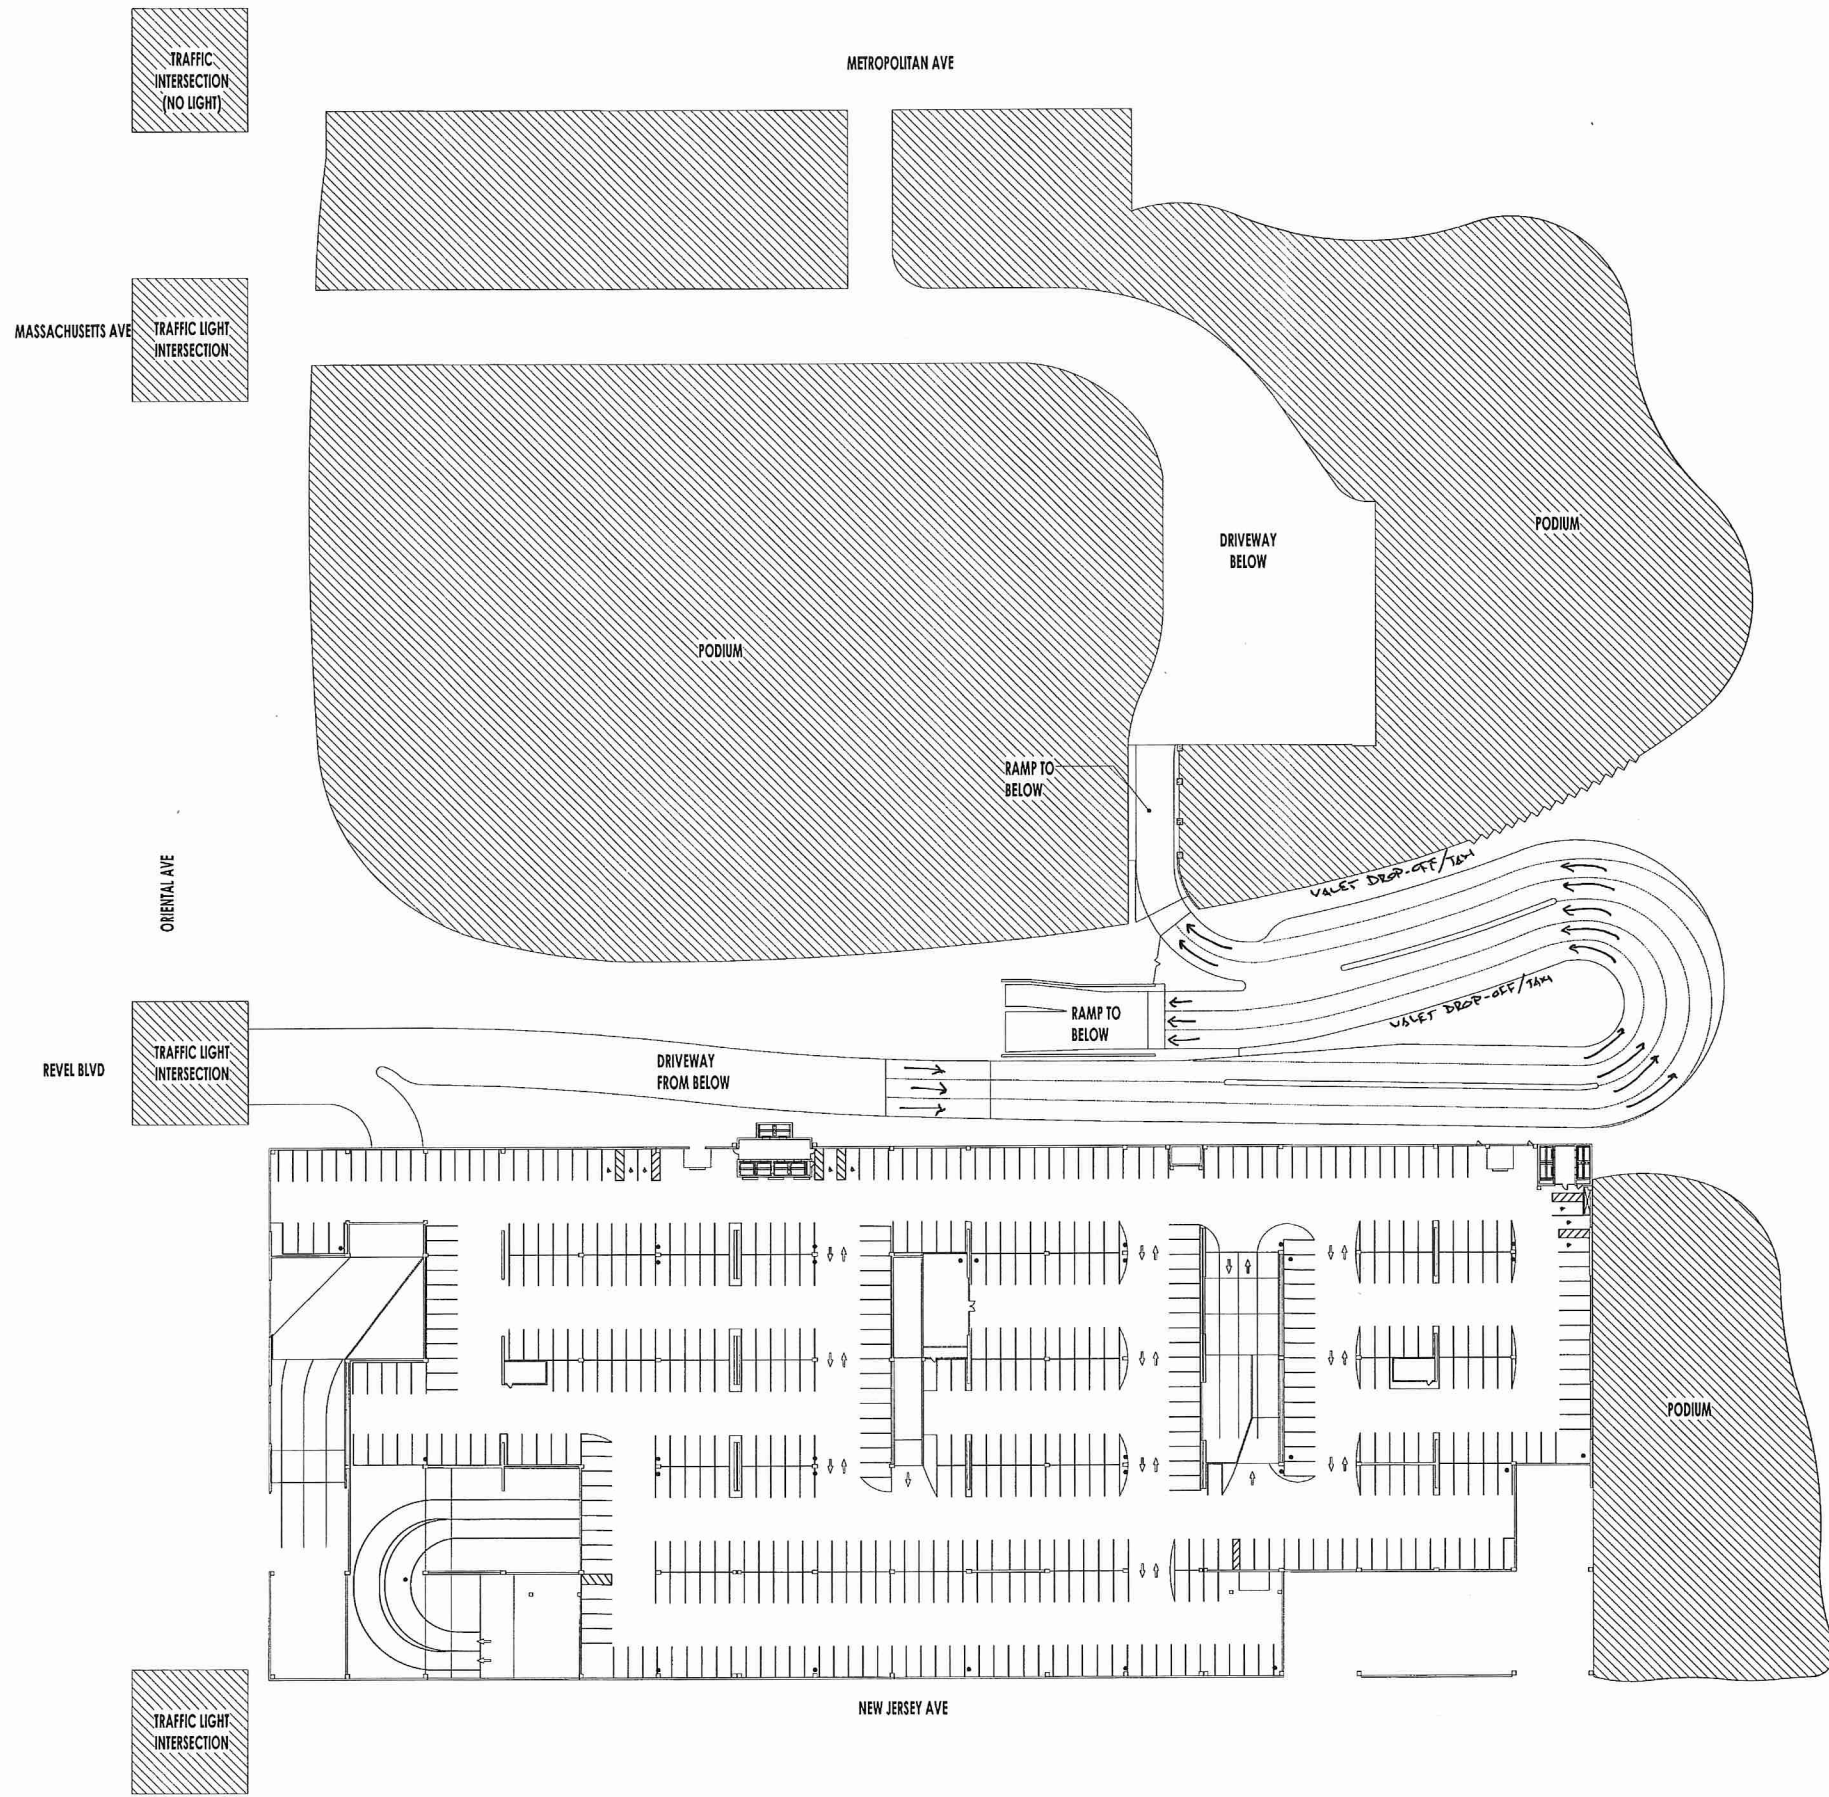 TRAFFIC
INTERSECTION
(NO LIGHT)
METROPOLITAN AVE
MASSACHUSETTS AVE
TRAFFIC LIGHT
INTERSECTION
PODIUM
DRIVEWAY
BELOW
PODIUM
RAMP TO
BELOW
VALET DROP-OFF/TAXI
ORIENTAL AVE
VALET DROP-OFF/TAXI
RAMP TO
BELOW
REVEL BLVD
TRAFFIC LIGHT
INTERSECTION
DRIVEWAY
FROM BELOW
PODIUM
NEW JERSEY AVE
TRAFFIC LIGHT
INTERSECTION